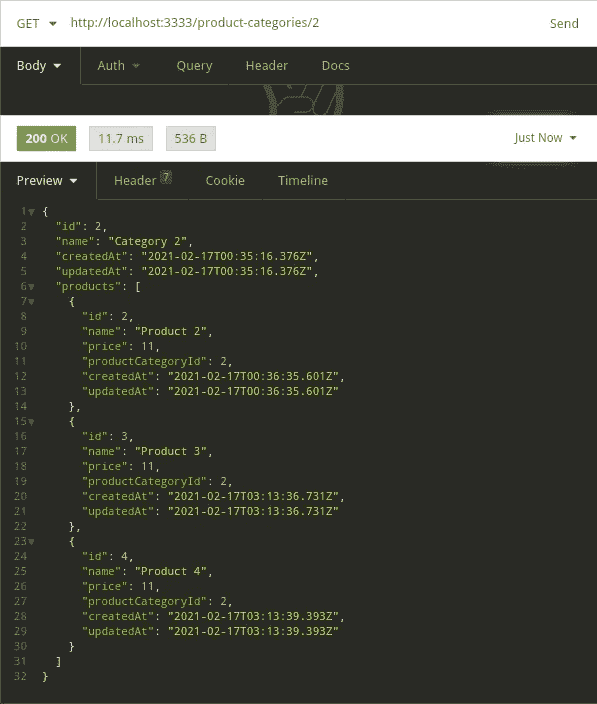 GET http://localhost:3333/product-categories/2 Send
Body Auth Query Header Docs
200 OK 11.7 ms 536 B Just Now
Preview Header 7 Cookie Timeline
1 {
2 "id": 2,
3 "name": "Category 2",
4 "createdAt": "2021-02-17T00:35:16.376Z",
5 "updatedAt": "2021-02-17T00:35:16.376Z",
6 "products": [
7 {
8 "id": 2,
9 "name": "Product 2",
10 "price": 11,
11 "productCategoryId": 2,
12 "createdAt": "2021-02-17T00:36:35.601Z",
13 "updatedAt": "2021-02-17T00:36:35.601Z"
14 },
15 {
16 "id": 3,
17 "name": "Product 3",
18 "price": 11,
19 "productCategoryId": 2,
20 "createdAt": "2021-02-17T03:13:36.731Z",
21 "updatedAt": "2021-02-17T03:13:36.731Z"
22 },
23 {
24 "id": 4,
25 "name": "Product 4",
26 "price": 11,
27 "productCategoryId": 2,
28 "createdAt": "2021-02-17T03:13:39.393Z",
29 "updatedAt": "2021-02-17T03:13:39.393Z"
30 }
31 ]
32 }